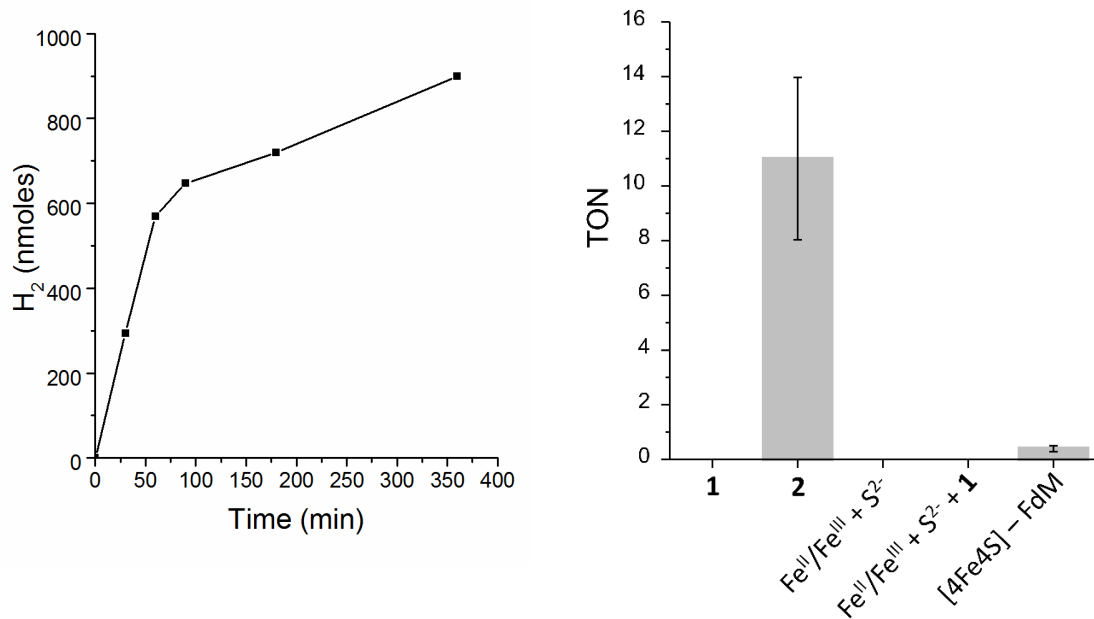 H₂ (nmoles)
1000
800
600
400
200
0
0 50 100 150 200 250 300 350 400
Time (min)
TON
16
14
12
10
8
6
4
2
0
1
2
Feᴵᴵ/Feᴵᴵᴵ + S²⁻
Feᴵᴵ/Feᴵᴵᴵ + S²⁻ + 1
[4Fe4S] – FdM